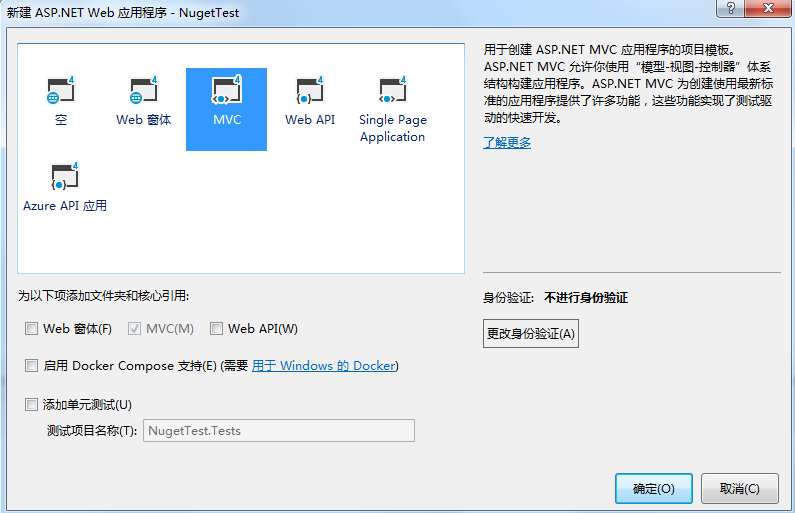 新建 ASP.NET Web 应用程序 - NugetTest
空
Web 窗体
MVC
Web API
Single Page
Application
Azure API 应用
用于创建 ASP.NET MVC 应用程序的项目模板。
ASP.NET MVC 允许你使用“模型-视图-控制器”体系
结构构建应用程序。ASP.NET MVC 为创建使用最新标
准的应用程序提供了许多功能，这些功能实现了测试驱
动的快速开发。
了解更多
为以下项添加文件夹和核心引用:
Web 窗体(F)
MVC(M)
Web API(W)
启用 Docker Compose 支持(E) (需要 用于 Windows 的 Docker)
添加单元测试(U)
测试项目名称(T): NugetTest.Tests
身份验证: 不进行身份验证
更改身份验证(A)
确定(O)
取消(C)